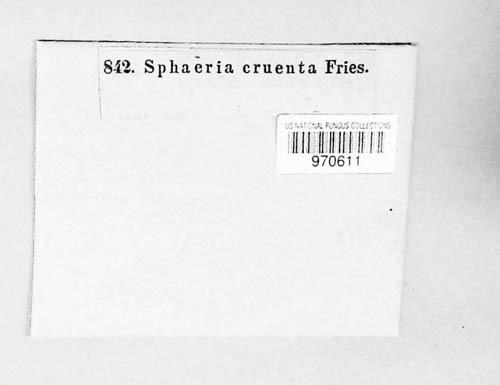 842. Sphaeria cruenta Fries.
US NATIONAL FUNGUS COLLECTIONS
970611